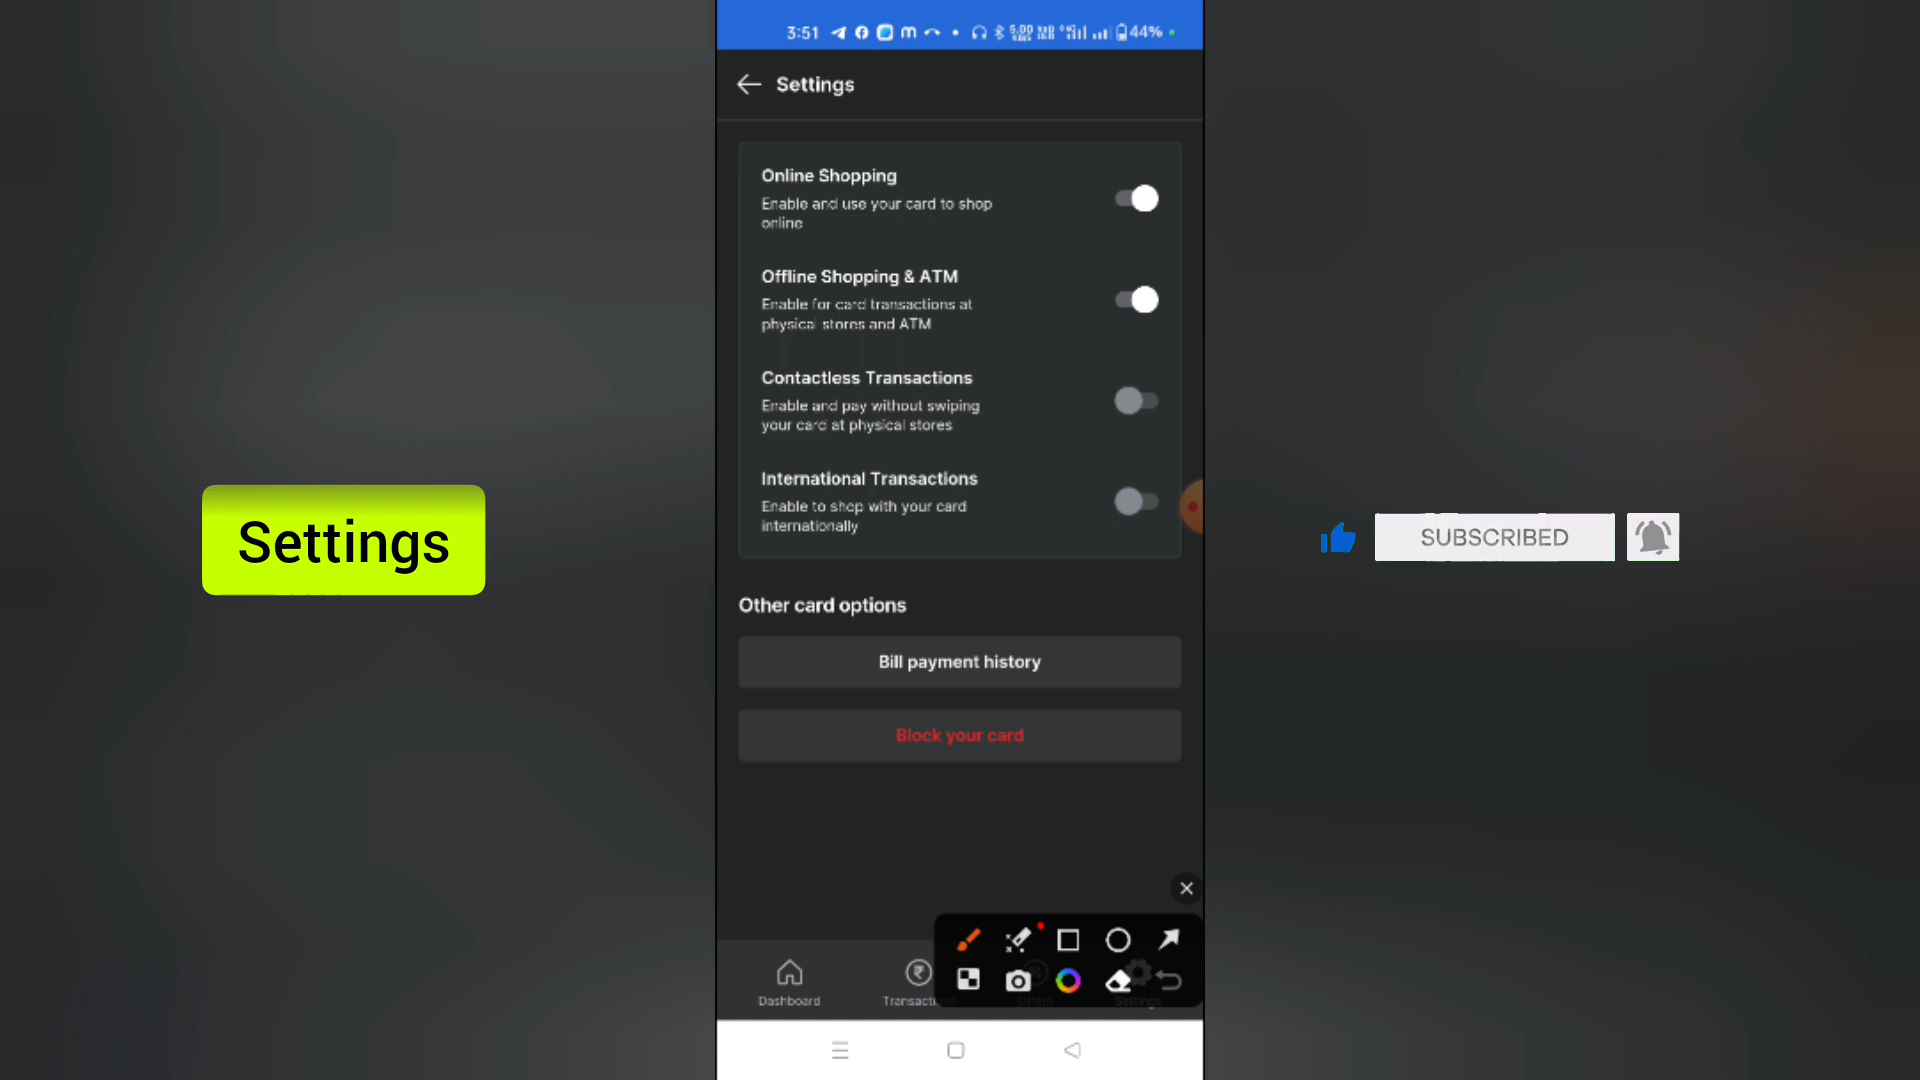 3:51
44%
Settings
Online Shopping
Enable and use your card to shop
online
Offline Shopping & ATM
Enable for card transactions at
physical stores and ATM
Contactless Transactions
Enable and pay without swiping
your card at physical stores
International Transactions
Enable to shop with your card
internationally
Settings
SUBSCRIBED
Other card options
Bill payment history
Block your card
Dashboard
Transacti
Offers
Settings